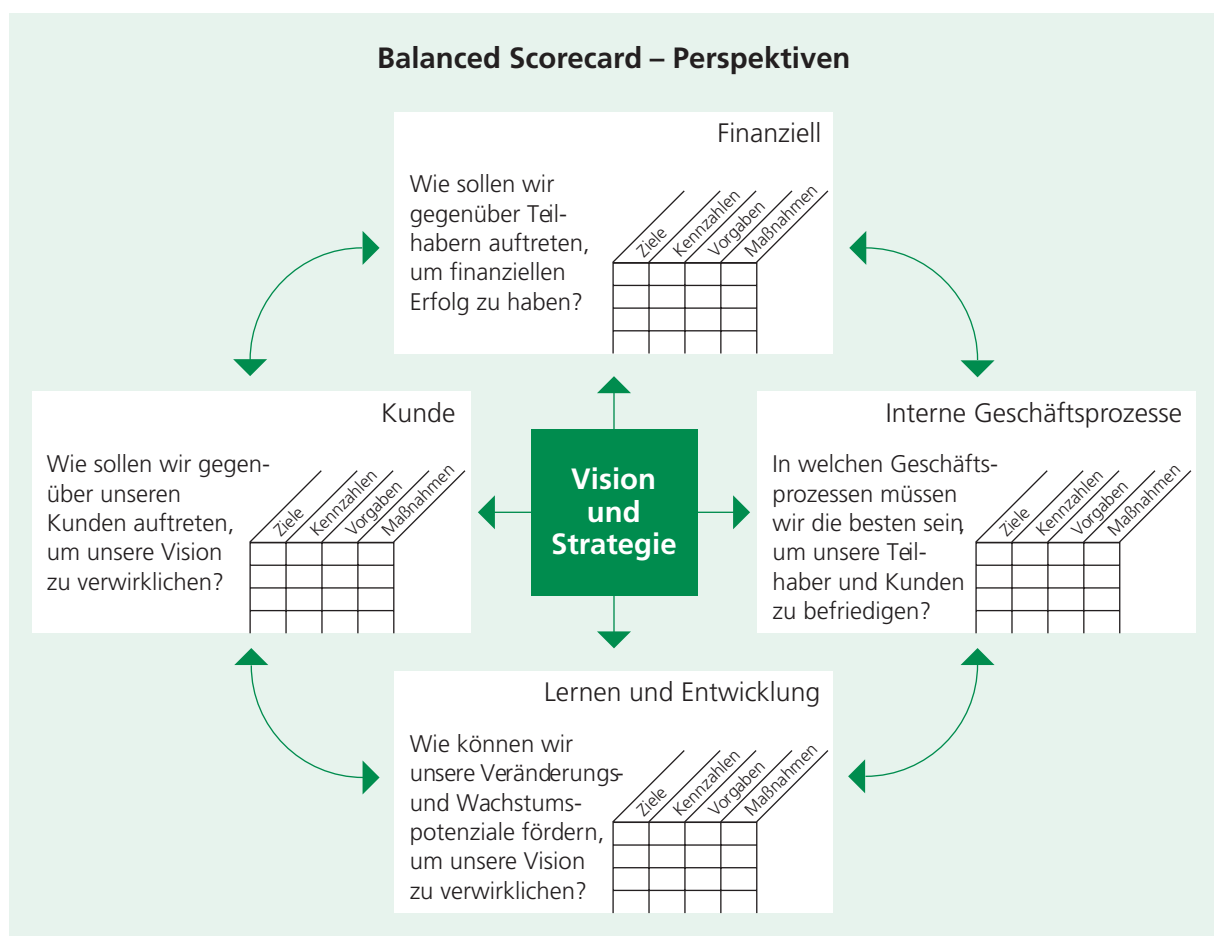 Balanced Scorecard – Perspektiven
Finanziell
Wie sollen wir
gegenüber Teil-
habern auftreten,
um finanziellen
Erfolg zu haben?
Ziele
Kennzahlen
Vorgaben
Maßnahmen
Kunde
Wie sollen wir gegen-
über unseren
Kunden auftreten,
um unsere Vision
zu verwirklichen?
Ziele
Kennzahlen
Vorgaben
Maßnahmen
Vision
und
Strategie
Interne Geschäftsprozesse
In welchen Geschäfts-
prozessen müssen
wir die besten sein,
um unsere Teil-
haber und Kunden
zu befriedigen?
Ziele
Kennzahlen
Vorgaben
Maßnahmen
Lernen und Entwicklung
Wie können wir
unsere Veränderungs-
und Wachstums-
potenziale fördern,
um unsere Vision
zu verwirklichen?
Ziele
Kennzahlen
Vorgaben
Maßnahmen